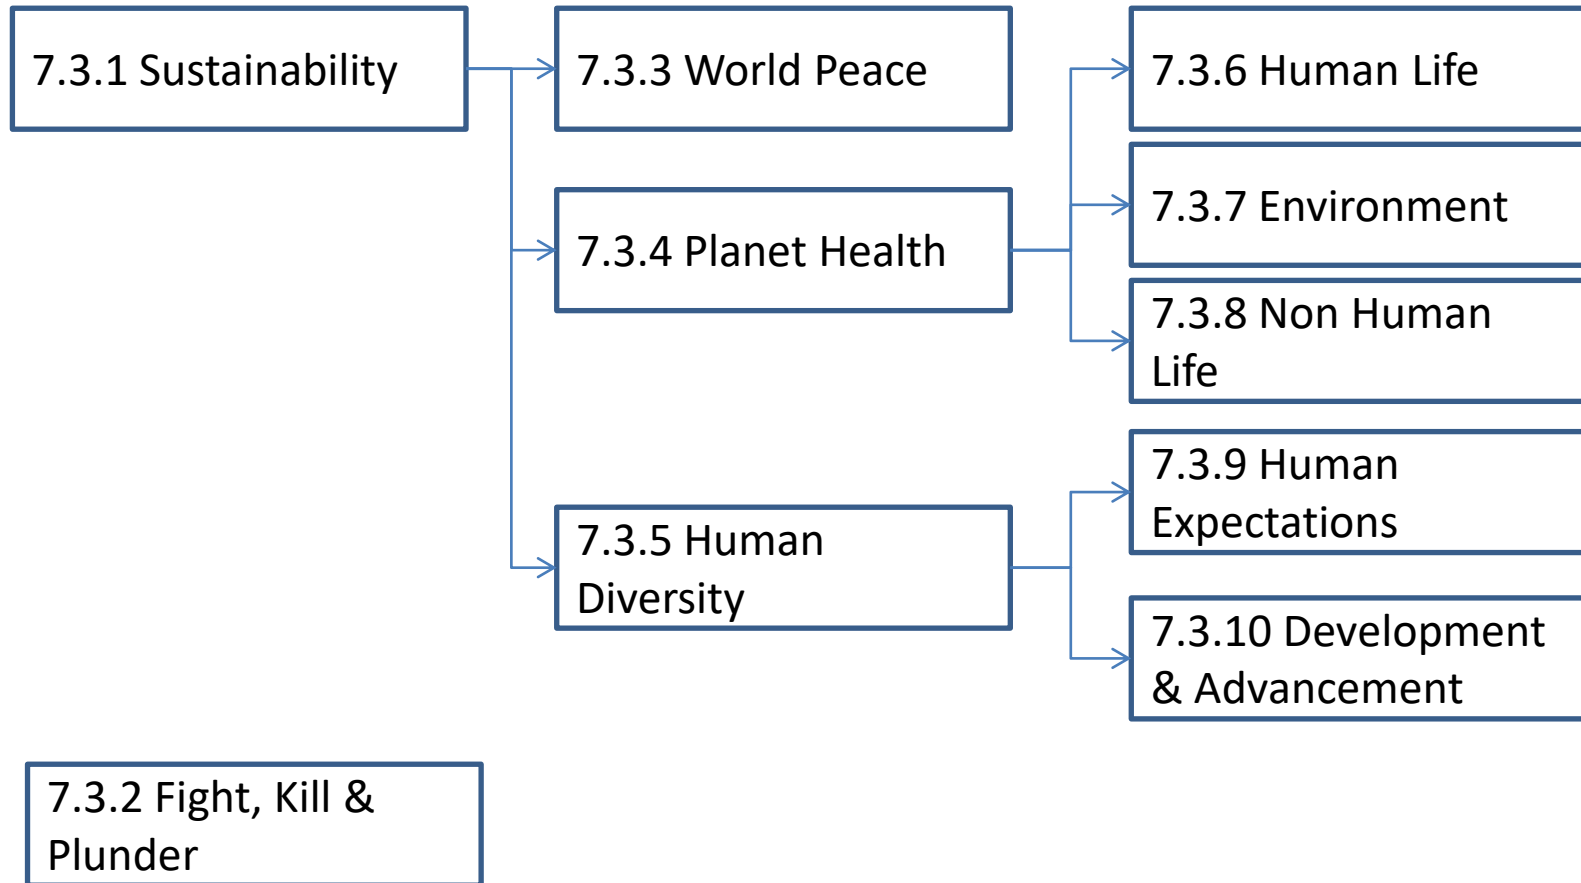 7.3.1 Sustainability
7.3.3 World Peace
7.3.6 Human Life
7.3.7 Environment
7.3.4 Planet Health
7.3.8 Non Human
Life
7.3.9 Human
Expectations
7.3.5 Human
Diversity
7.3.10 Development
& Advancement
7.3.2 Fight, Kill &
Plunder